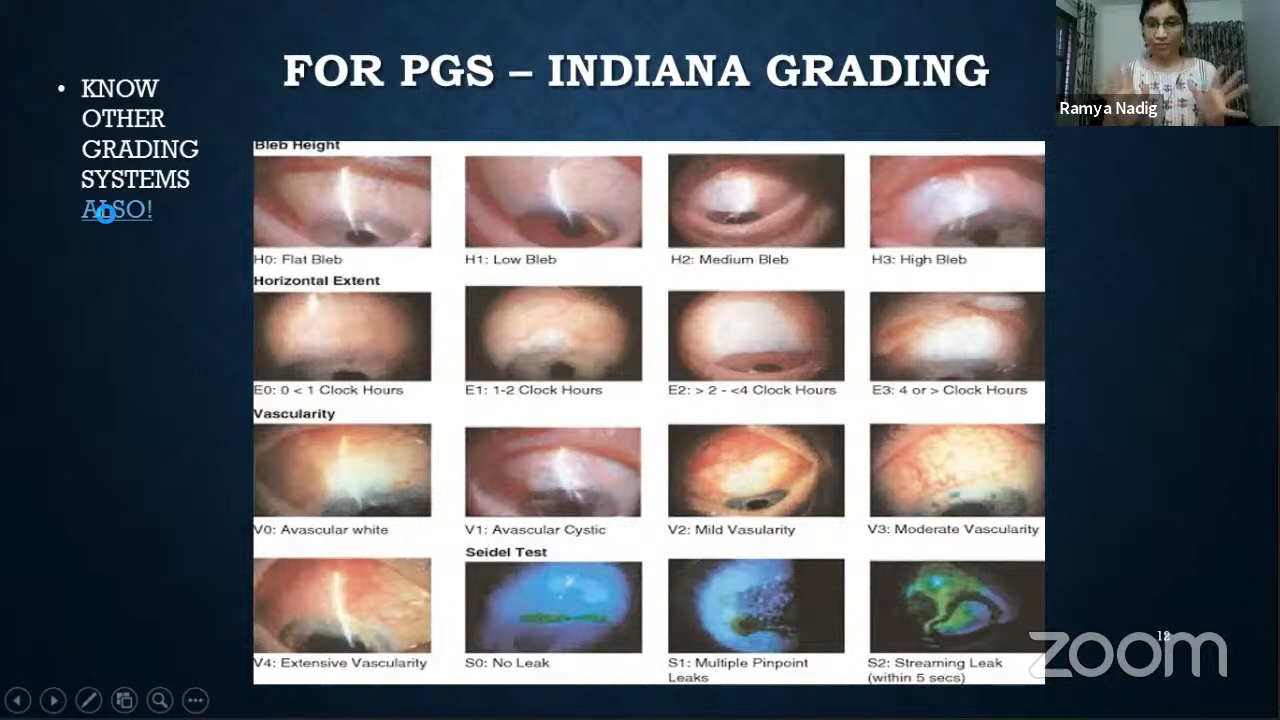 FOR PGS – INDIANA GRADING
• KNOW
OTHER
GRADING
SYSTEMS
ALSO!
Ramya Nadig
Bleb Height
H0: Flat Bleb
H1: Low Bleb
H2: Medium Bleb
H3: High Bleb
Horizontal Extent
E0: 0 < 1 Clock Hours
E1: 1-2 Clock Hours
E2: > 2 - <4 Clock Hours
E3: 4 or > Clock Hours
Vascularity
V0: Avascular white
V1: Avascular Cystic
V2: Mild Vasularity
V3: Moderate Vascularity
Seidel Test
V4: Extensive Vascularity
S0: No Leak
S1: Multiple Pinpoint
Leaks
S2: Streaming Leak
(within 5 secs)
12
zoom